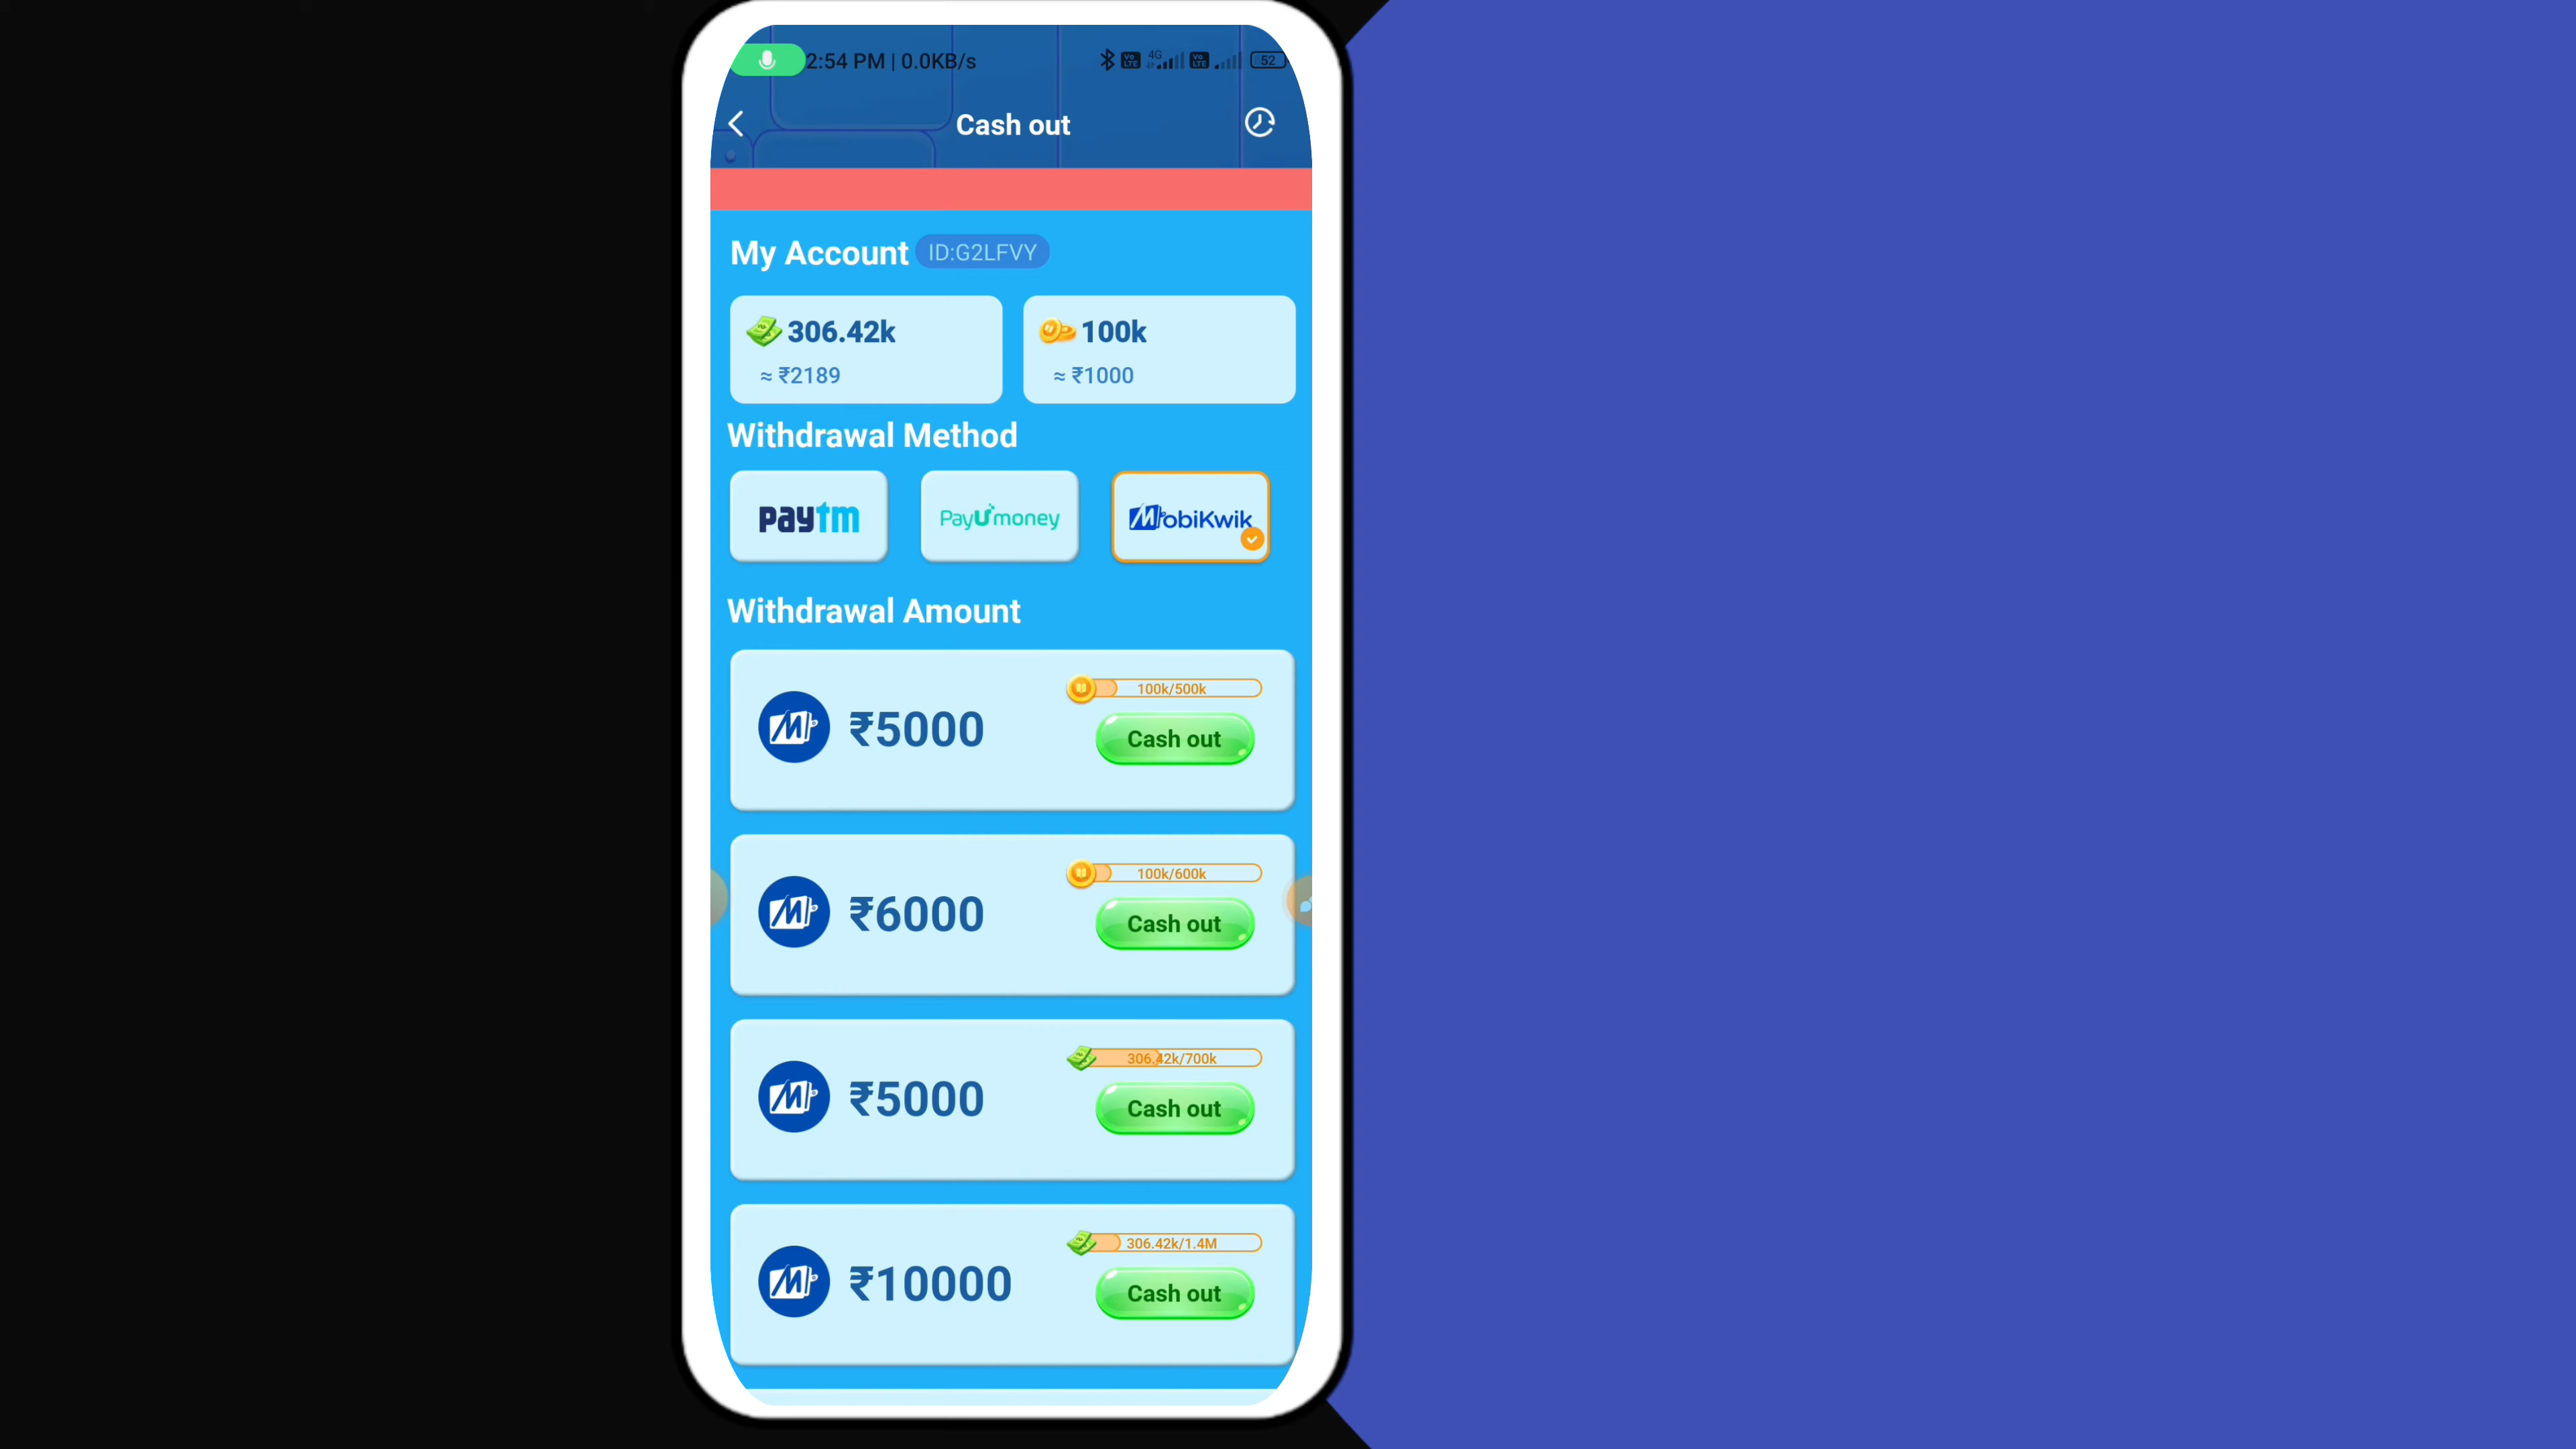 2:54 PM | 0.0KB/s 4G 52
Cash out
My Account ID:G2LFVY
306.42k 100k
≈ ₹2189 ≈ ₹1000
Withdrawal Method
paytm PayUmoney MobiKwik
Withdrawal Amount
100k/500k
₹5000 Cash out
100k/600k
₹6000 Cash out
306.42k/700k
₹5000 Cash out
306.42k/1.4M
₹10000 Cash out